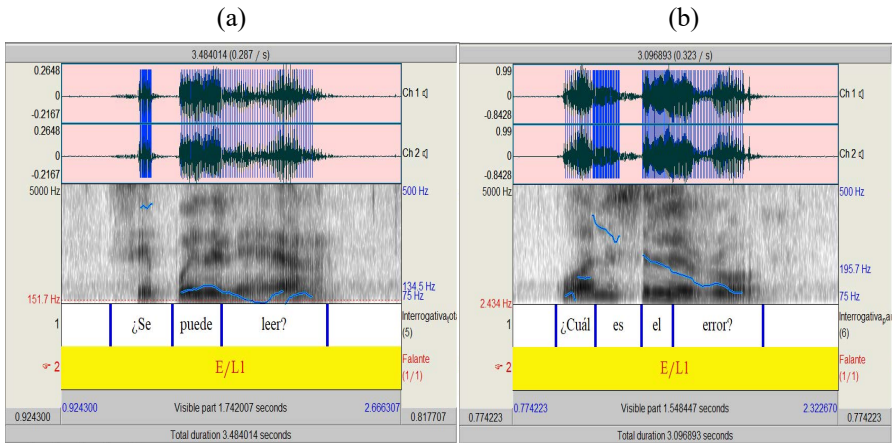 (a)
(b)
3.484014 (0.287 / s)
0.2648
0
-0.2167
0.2648
0
-0.2167
Ch 1
Ch 2
5000 Hz
500 Hz
151.7 Hz
134.5 Hz
75 Hz
1
¿Se
puede
leer?
(5)
2
E/L1
Falante
(1/1)
0.924300
0.924300
Visible part 1.742007 seconds
2.666307
0.817707
Total duration 3.484014 seconds
3.096893 (0.323 / s)
0.99
0
-0.8428
0.99
0
-0.8428
Ch 1
Ch 2
5000 Hz
500 Hz
2.434 Hz
195.7 Hz
75 Hz
1
¿Cuál
es
el
error?
(6)
2
E/L1
Falante
(1/1)
0.774223
0.774223
Visible part 1.548447 seconds
2.322670
0.774223
Total duration 3.096893 seconds